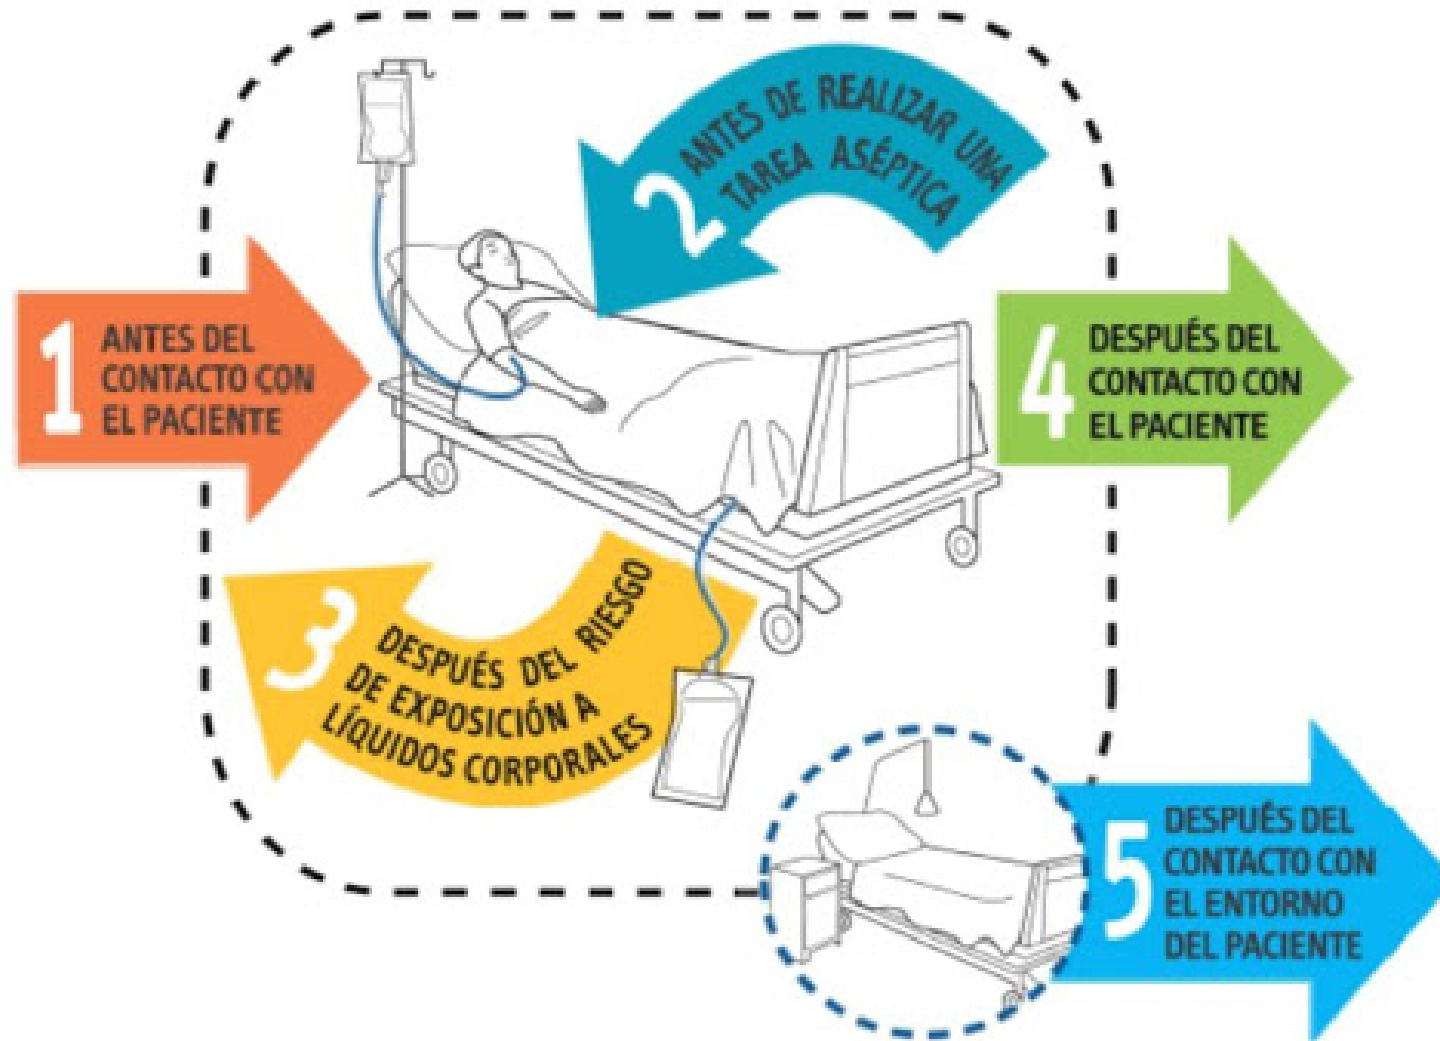 1
ANTES DEL
CONTACTO CON
EL PACIENTE
2
ANTES DE REALIZAR UNA
TAREA ASÉPTICA
3
DESPUÉS DEL RIESGO
DE EXPOSICIÓN A
LÍQUIDOS CORPORALES
4
DESPUÉS DEL
CONTACTO CON
EL PACIENTE
5
DESPUÉS DEL
CONTACTO CON
EL ENTORNO
DEL PACIENTE